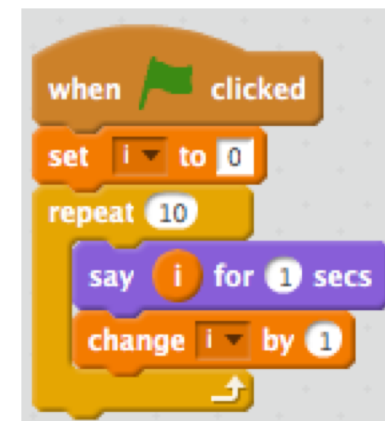 when clicked
set i to 0
repeat 10
say i for 1 secs
change i by 1